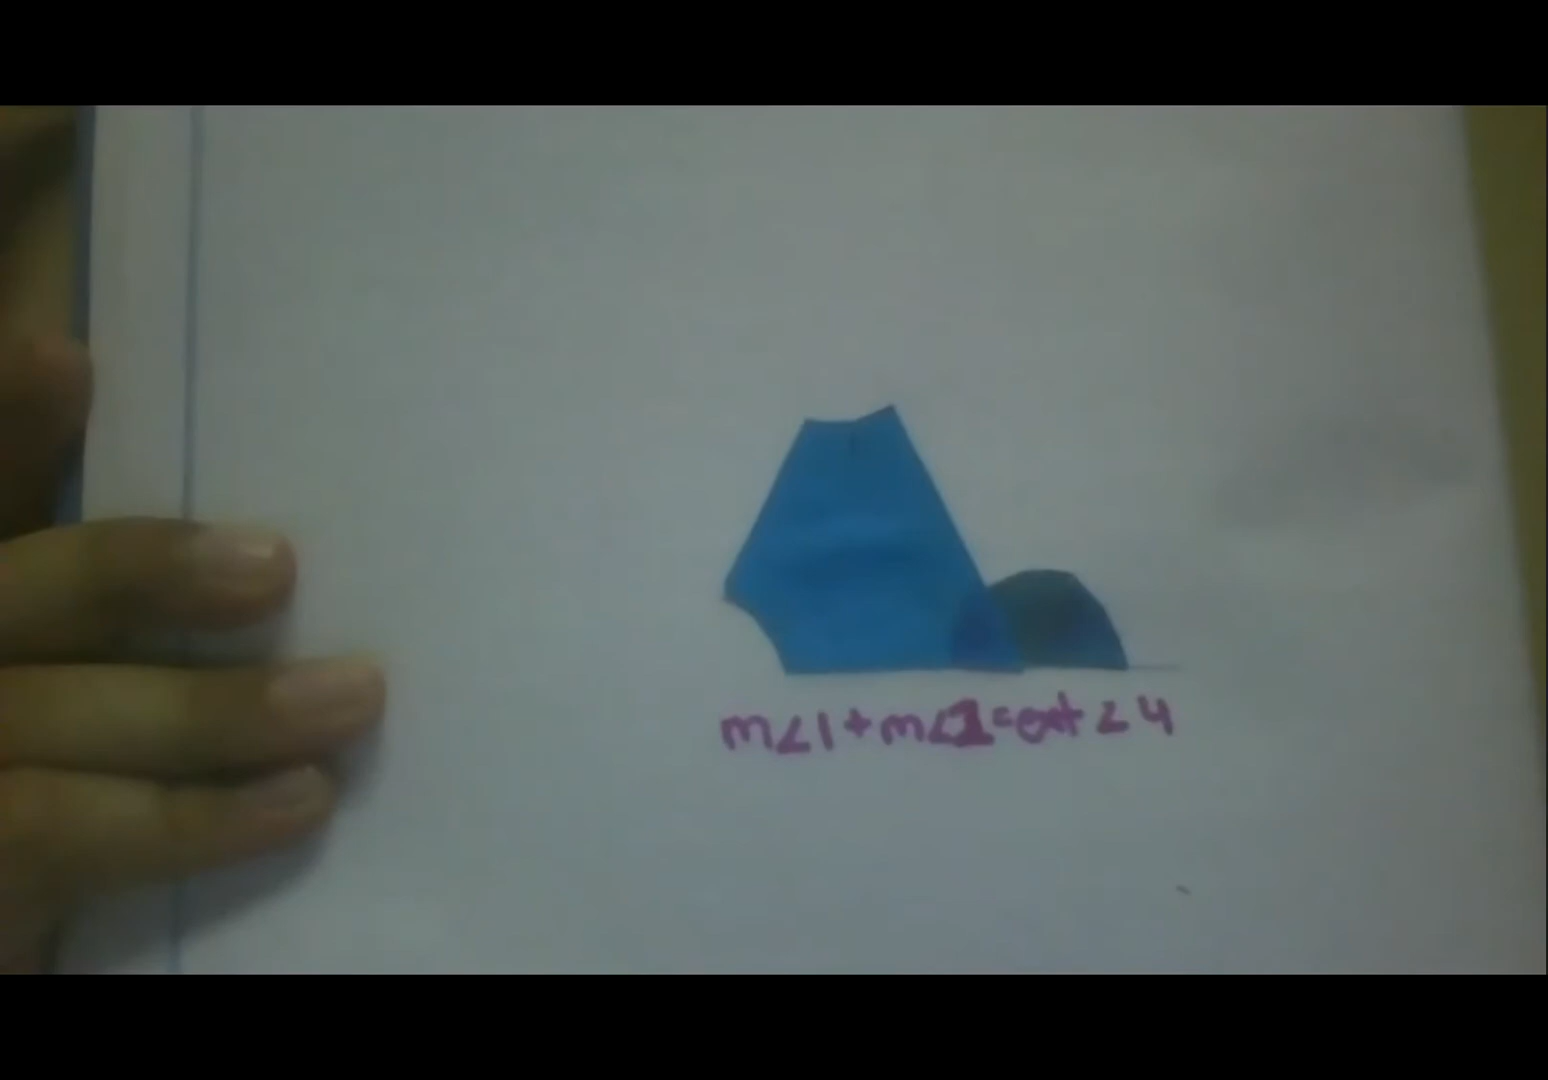 m∠1 + m∠2 = ext ∠ 4